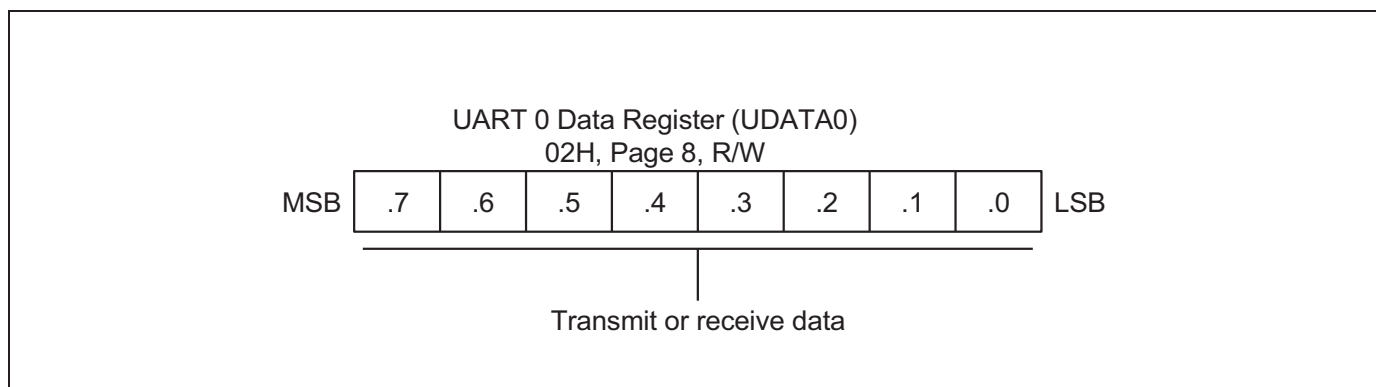 UART 0 Data Register (UDATA0)
02H, Page 8, R/W
MSB .7 .6 .5 .4 .3 .2 .1 .0 LSB
Transmit or receive data